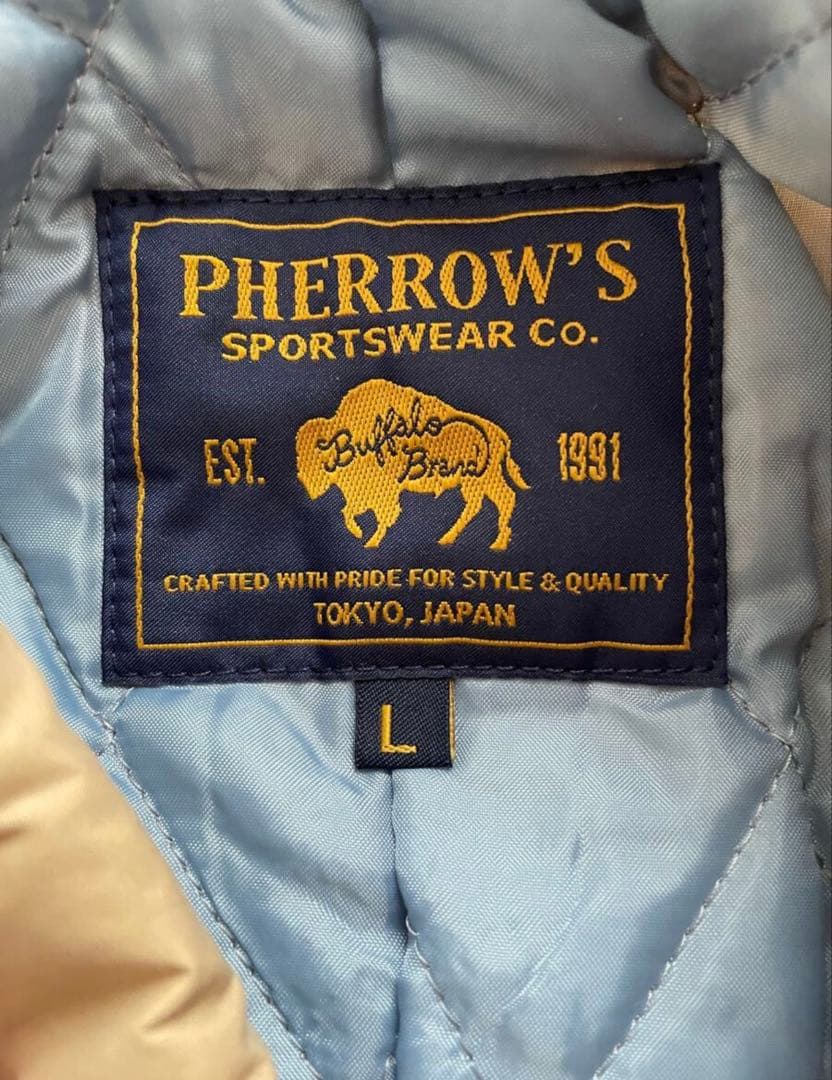 PHERROW'S
SPORTSWEAR CO.
EST. 1991
Buffalo
Brand
CRAFTED WITH PRIDE FOR STYLE & QUALITY
TOKYO, JAPAN
L